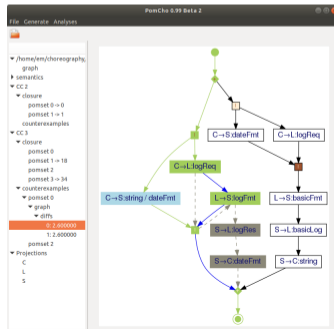 PomCho 0.99 Beta 2
File Generate Analyses
/home/em/choreography,
graph
semantics
CC 2
closure
pomset 0 -> 0
pomset 1 -> 1
counterexamples
CC 3
closure
pomset 0
pomset 1 -> 18
pomset 2
pomset 3 -> 34
counterexamples
pomset 0
graph
diffs
0: 2.600000
1: 2.600000
pomset 2
Projections
C
L
S
C→S:dateFmt
C→L:logReq
C→L:logReq
C→S:string / dateFmt
L→S:logFmt
L→S:basicFmt
S→L:logRes
S→L:basicLog
S→C:dateFmt
S→C:string